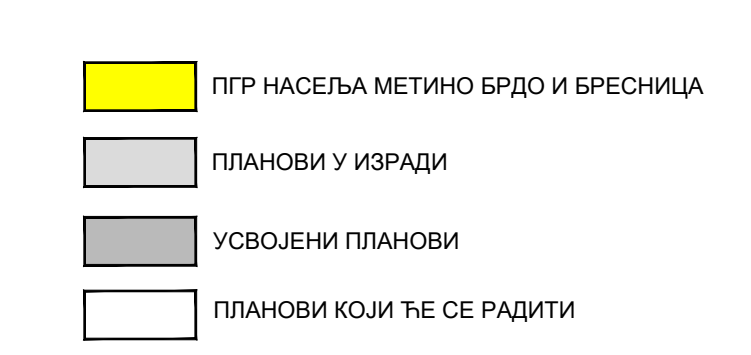 ПГР НАСЕЉА МЕТИНО БРДО И БРЕСНИЦА
ПЛАНОВИ У ИЗРАДИ
УСВОЈЕНИ ПЛАНОВИ
ПЛАНОВИ КОЈИ ЋЕ СЕ РАДИТИ